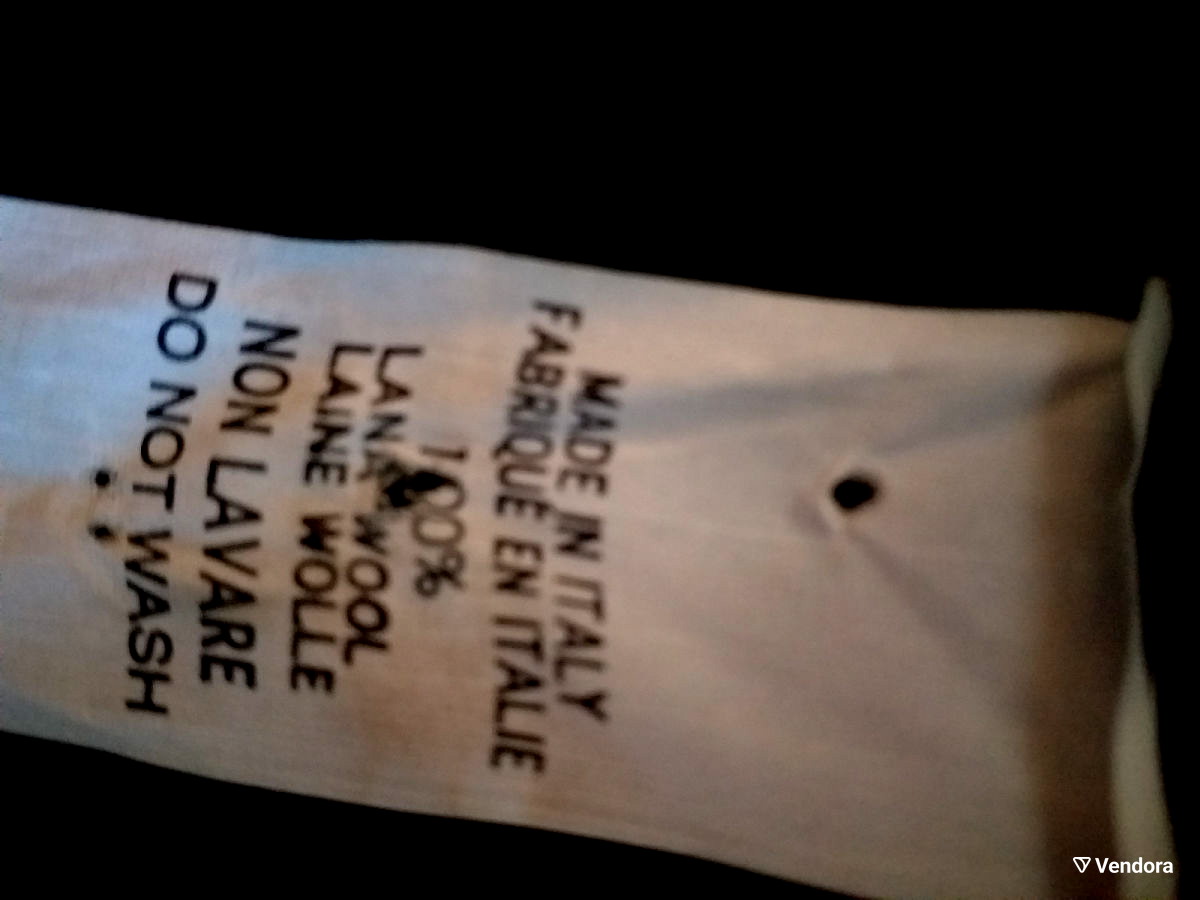 MADE IN ITALY
FABRIQUE EN ITALIE
100%
LANA WOOL
LAINE WOLLE
NON LAVARE
DO NOT WASH
Vendora